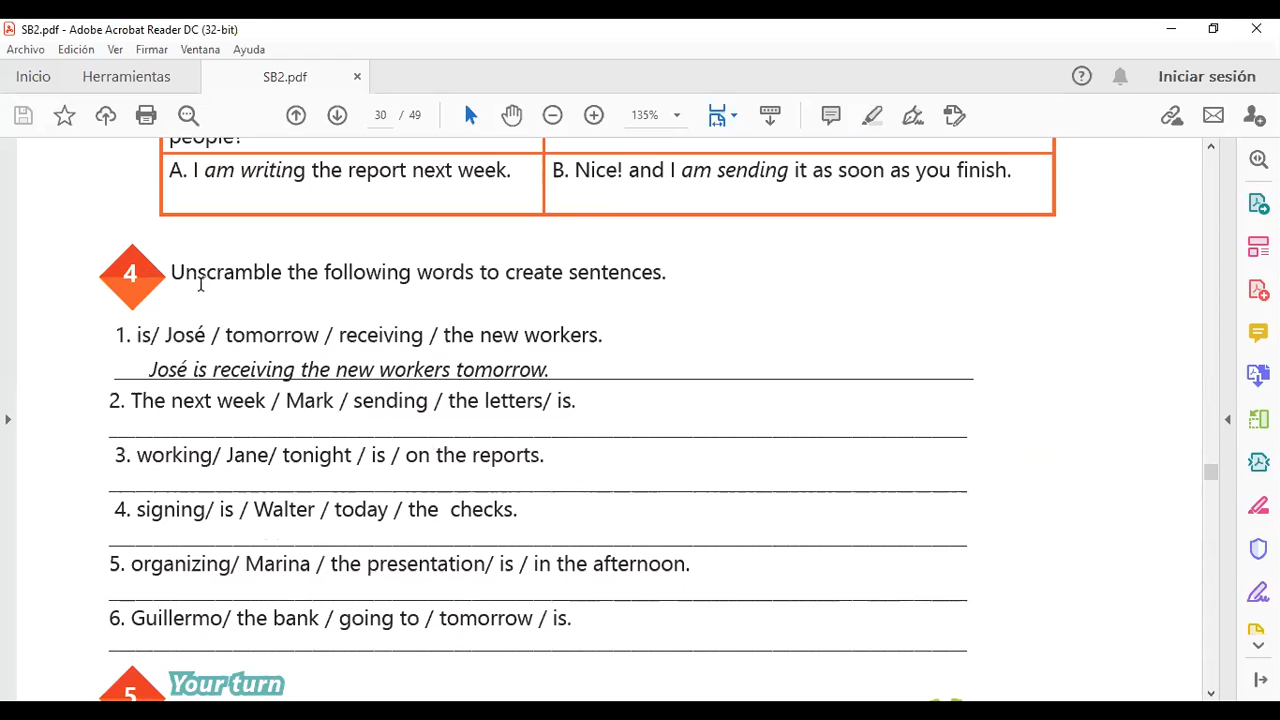 SB2.pdf - Adobe Acrobat Reader DC (32-bit)
Archivo Edición Ver Firmar Ventana Ayuda
Inicio Herramientas SB2.pdf × Iniciar sesión
30 / 49 135%
people?
A. I am writing the report next week. B. Nice! and I am sending it as soon as you finish.
4 Unscramble the following words to create sentences.
1. is/ José / tomorrow / receiving / the new workers.
José is receiving the new workers tomorrow.
2. The next week / Mark / sending / the letters/ is.
3. working/ Jane/ tonight / is / on the reports.
4. signing/ is / Walter / today / the  checks.
5. organizing/ Marina / the presentation/ is / in the afternoon.
6. Guillermo/ the bank / going to / tomorrow / is.
5 Your turn